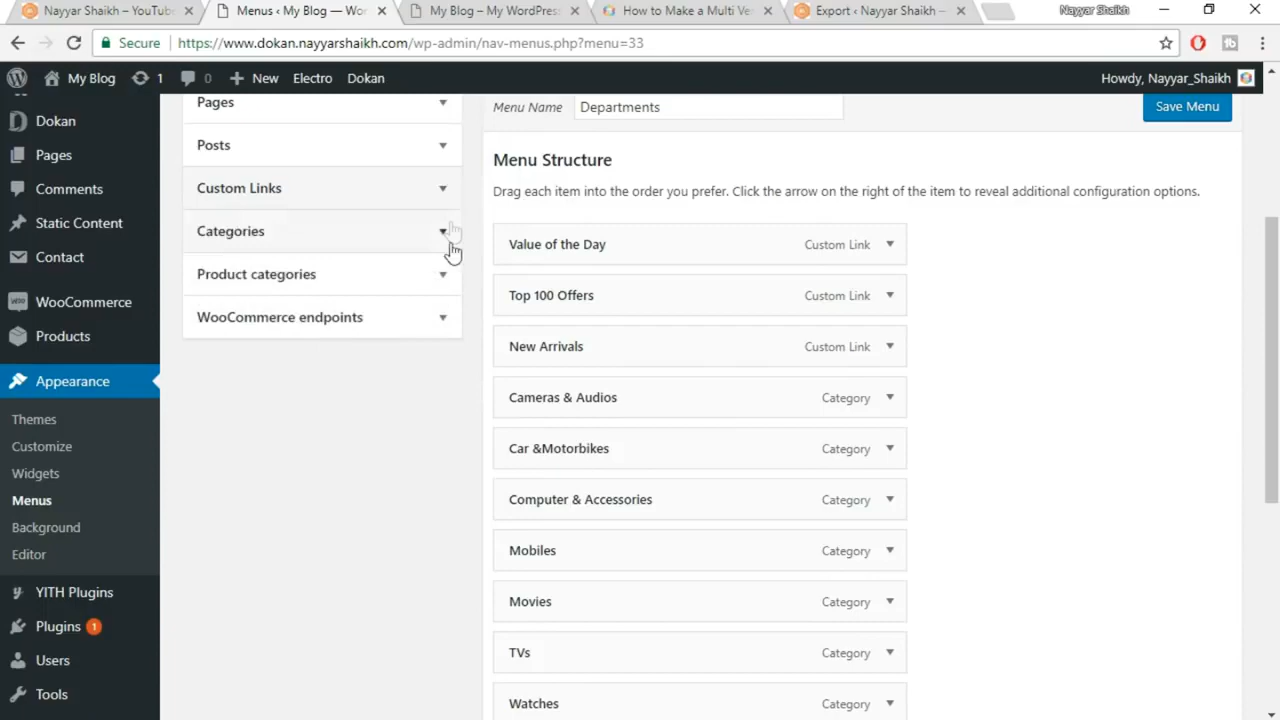 Nayyar Shaikh – YouTube
Menus ‹ My Blog — Wor
My Blog – My WordPress
How to Make a Multi Ve
Export ‹ Nayyar Shaikh —
Nayyar Shaikh
Secure
https://www.dokan.nayyarshaikh.com/wp-admin/nav-menus.php?menu=33
My Blog
1
0
New
Electro
Dokan
Howdy, Nayyar_Shaikh
Dokan
Pages
Comments
Static Content
Contact
WooCommerce
Products
Appearance
Themes
Customize
Widgets
Menus
Background
Editor
YITH Plugins
Plugins 1
Users
Tools
Pages
Posts
Custom Links
Categories
Product categories
WooCommerce endpoints
Menu Name Departments
Save Menu
Menu Structure
Drag each item into the order you prefer. Click the arrow on the right of the item to reveal additional configuration options.
Value of the Day Custom Link
Top 100 Offers Custom Link
New Arrivals Custom Link
Cameras & Audios Category
Car &Motorbikes Category
Computer & Accessories Category
Mobiles Category
Movies Category
TVs Category
Watches Category